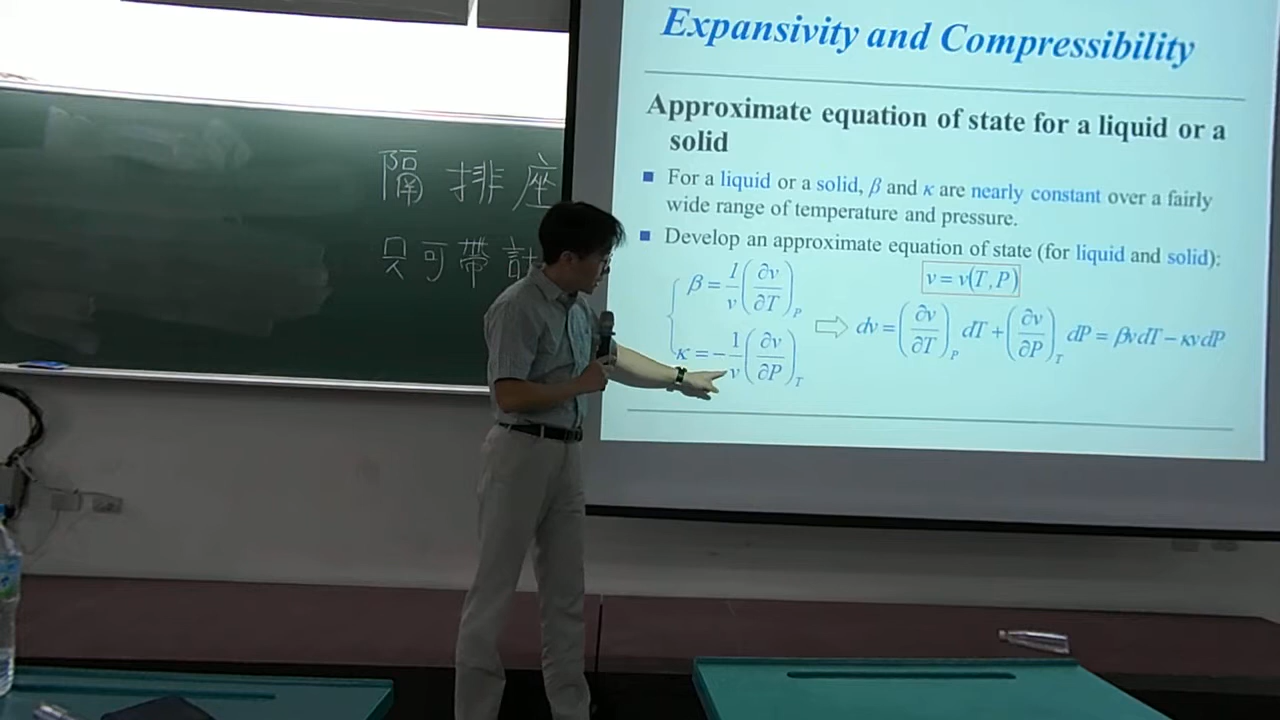 隔排座
只可帶計
Expansivity and Compressibility
Approximate equation of state for a liquid or a
solid
■ For a liquid or a solid, β and κ are nearly constant over a fairly
wide range of temperature and pressure.
■ Develop an approximate equation of state (for liquid and solid):
v = v(T, P)
β = 1/v (∂v/∂T)_P
κ = − 1/v (∂v/∂P)_T
⇨ dv = (∂v/∂T)_P dT + (∂v/∂P)_T dP = βvdT − κvdP